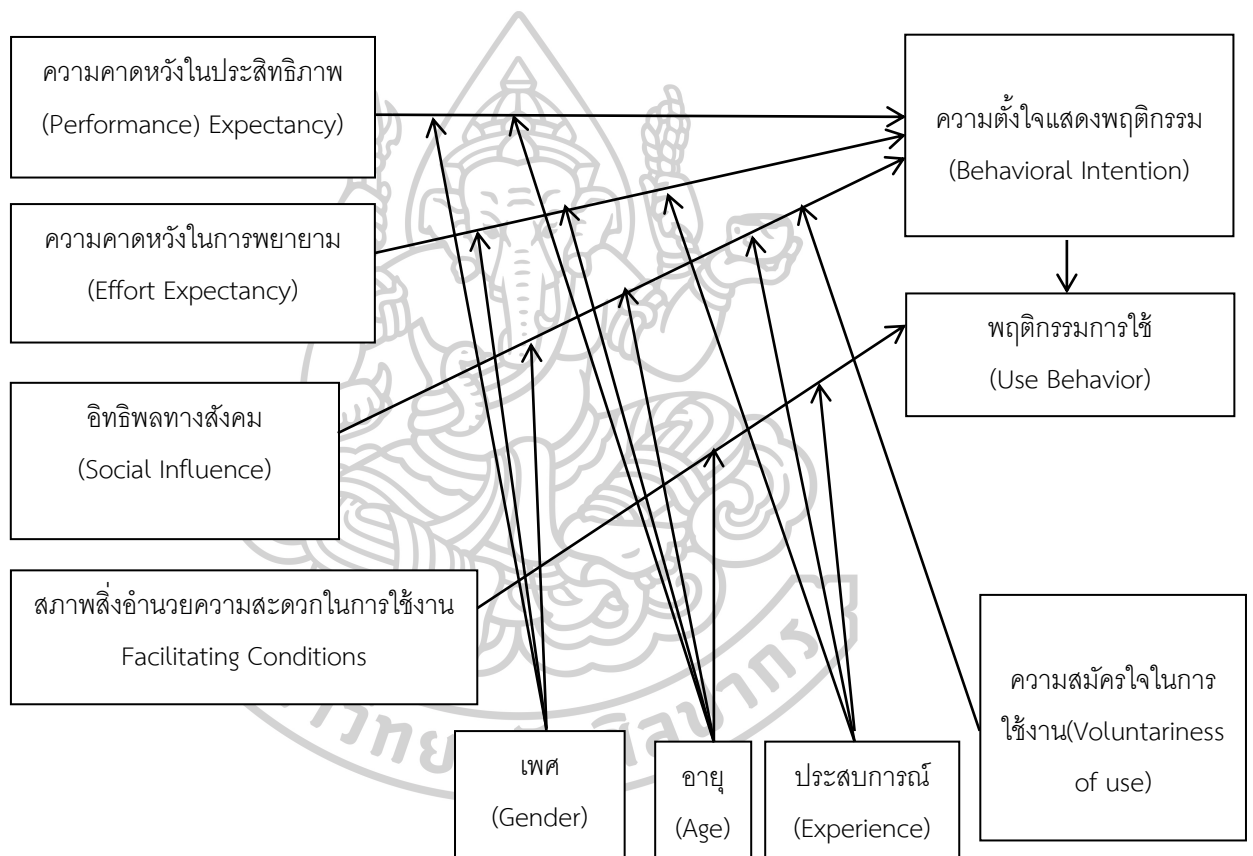 ความคาดหวังในประสิทธิภาพ
(Performance) Expectancy)
ความตั้งใจแสดงพฤติกรรม
(Behavioral Intention)
ความคาดหวังในการพยายาม
(Effort Expectancy)
พฤติกรรมการใช้
(Use Behavior)
อิทธิพลทางสังคม
(Social Influence)
สภาพสิ่งอำนวยความสะดวกในการใช้งาน
Facilitating Conditions
ความสมัครใจในการ
ใช้งาน(Voluntariness
of use)
เพศ
(Gender)
อายุ
(Age)
ประสบการณ์
(Experience)